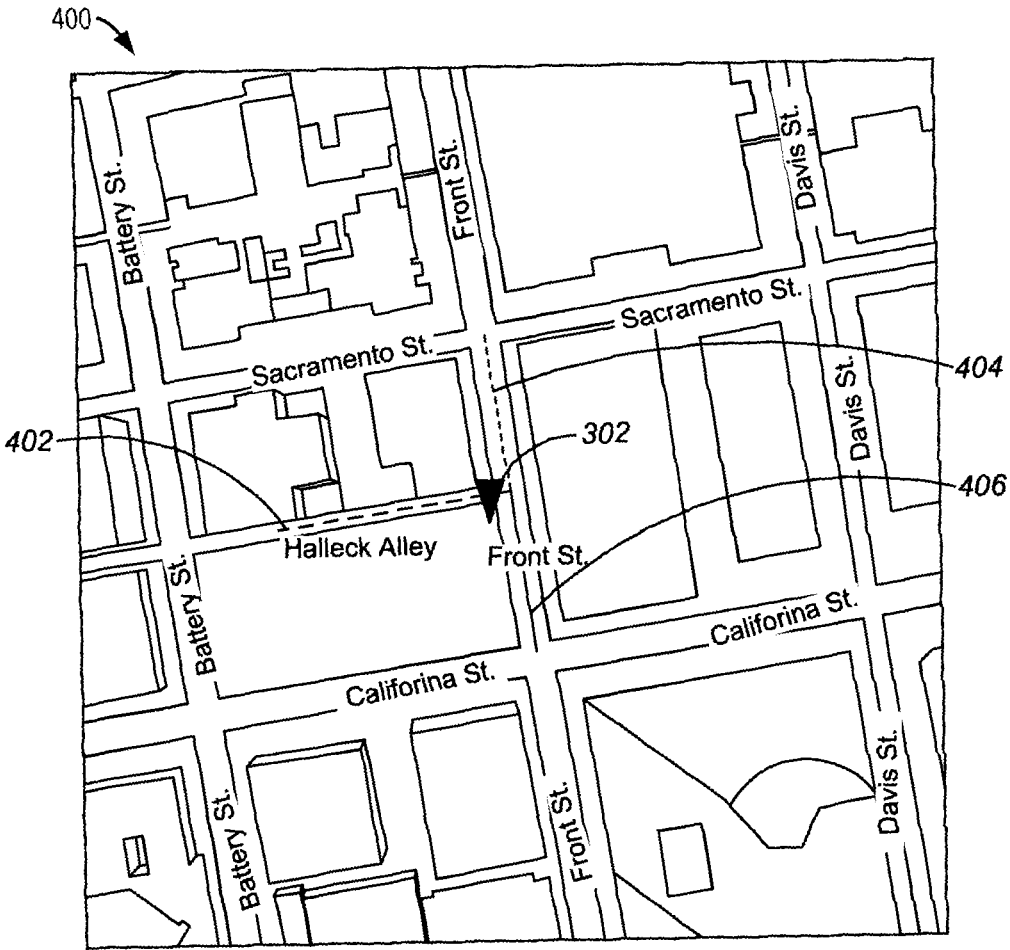 400
Battery St.
Front St.
Davis St.
Sacramento St.
Sacramento St.
404
Davis St.
402
302
406
Halleck Alley
Front St.
Battery St.
Califorina St.
Califorina St.
Battery St.
Front St.
Davis St.